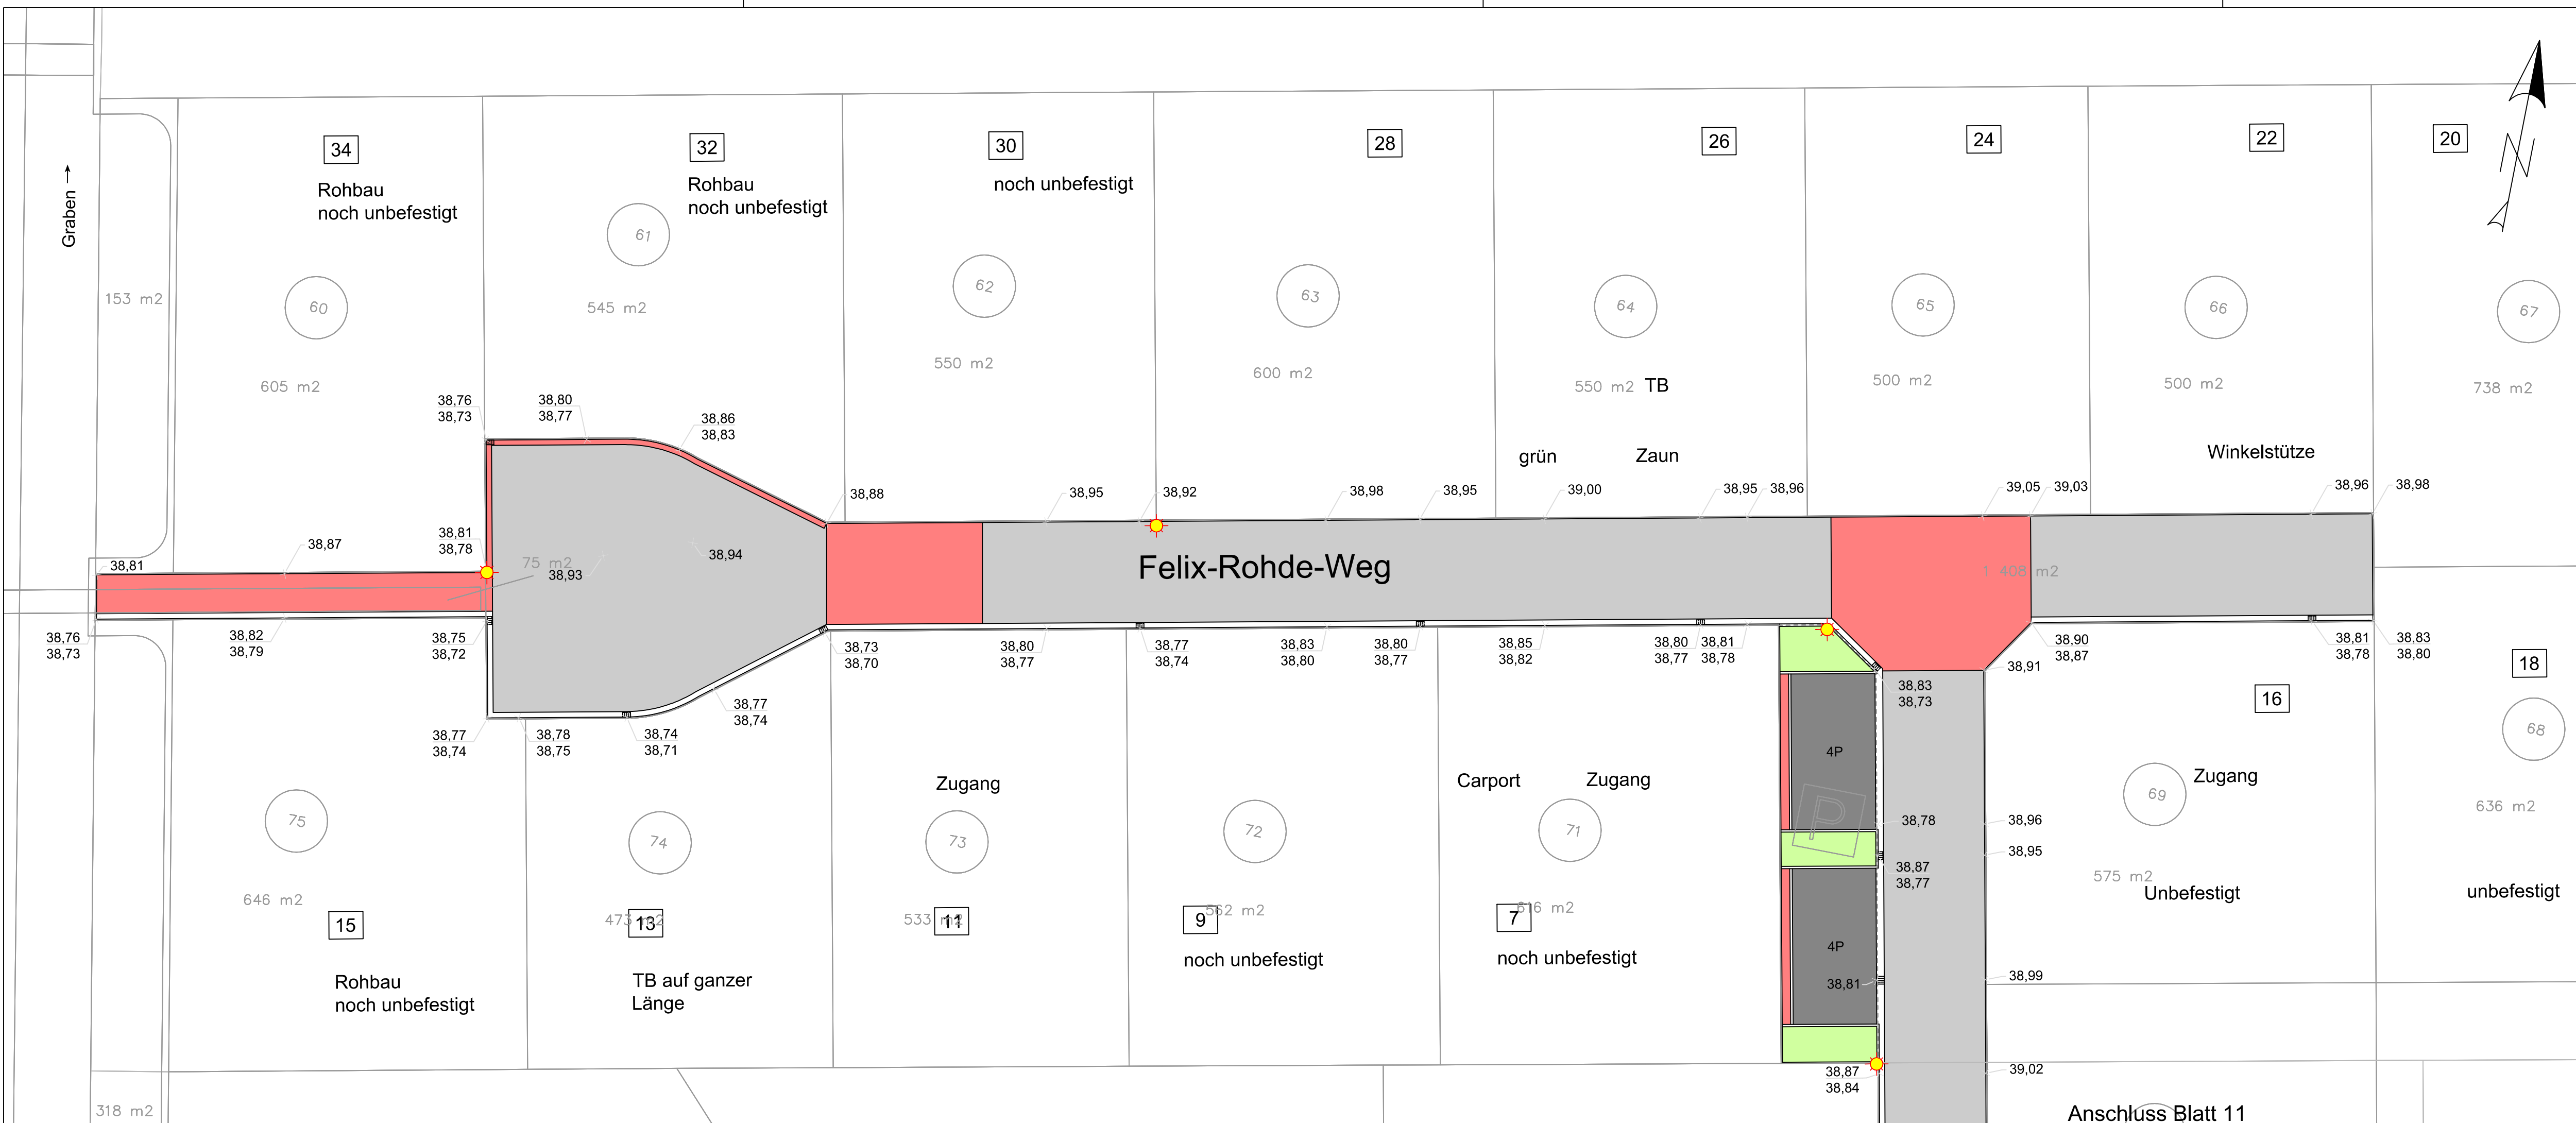 34
32
30
28
26
24
22
20
Rohbau
noch unbefestigt
Rohbau
noch unbefestigt
noch unbefestigt
Graben →
N
60
61
62
63
64
65
66
67
153 m2
605 m2
545 m2
550 m2
600 m2
550 m2
TB
500 m2
500 m2
738 m2
grün
Zaun
Winkelstütze
38,76
38,73
38,80
38,77
38,86
38,83
38,88
38,95
38,92
38,98
38,95
39,00
38,95
38,96
39,05
39,03
38,96
38,98
38,81
38,87
38,81
38,78
75 m2
38,93
38,94
Felix-Rohde-Weg
1 408 m2
38,76
38,73
38,82
38,79
38,75
38,72
38,73
38,70
38,80
38,77
38,77
38,74
38,83
38,80
38,80
38,77
38,85
38,82
38,80
38,77
38,81
38,78
38,90
38,87
38,91
38,81
38,78
38,83
38,80
38,83
38,73
38,77
38,74
38,77
38,74
38,78
38,75
38,74
38,71
18
16
68
69
Zugang
636 m2
575 m2
Unbefestigt
unbefestigt
4P
P
4P
38,78
38,87
38,77
38,81
38,96
38,95
38,99
39,02
38,87
38,84
Zugang
Carport
Zugang
75
74
73
72
71
646 m2
473 m2
533 m2
562 m2
616 m2
15
13
11
9
7
Rohbau
noch unbefestigt
TB auf ganzer
Länge
noch unbefestigt
noch unbefestigt
318 m2
Anschluss Blatt 11